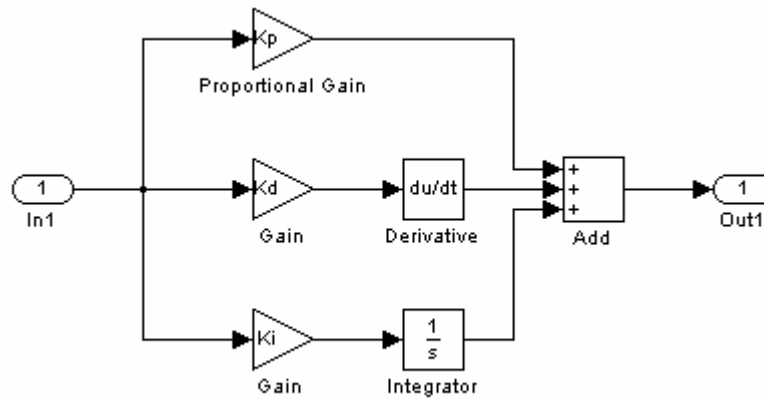 Kp
Proportional Gain
1
In1
Kd
Gain
du/dt
Derivative
+
+
+
Add
1
Out1
Ki
Gain
1
s
Integrator